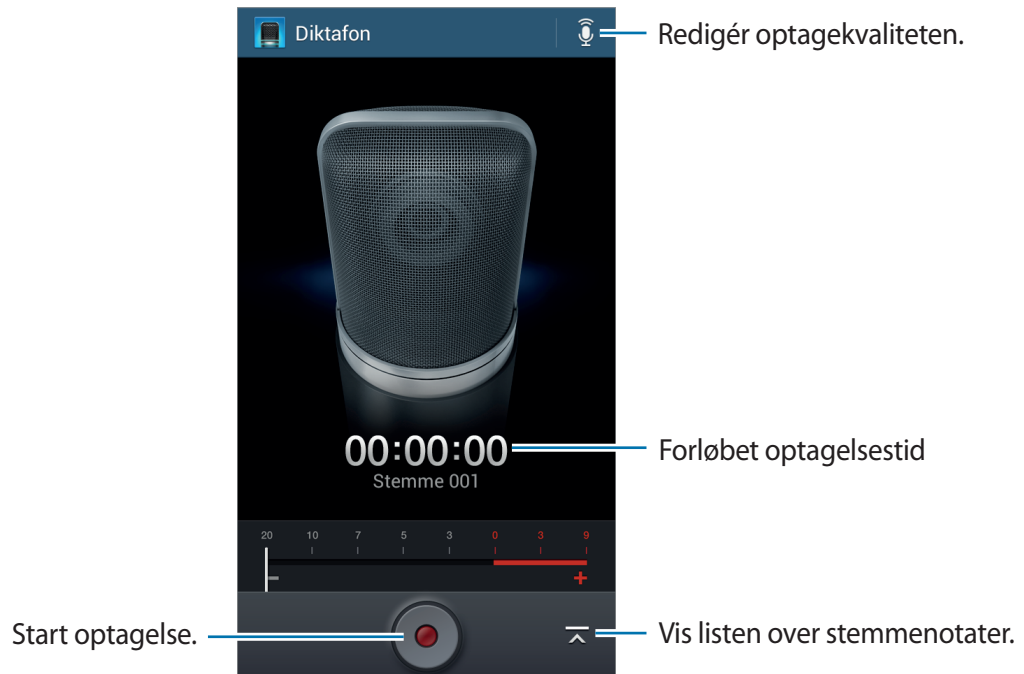 Diktafon
Redigér optagekvaliteten.
00:00:00
Forløbet optagelsestid
Stemme 001
20 10 7 5 3 0 3 9
- +
Start optagelse.
Vis listen over stemmenotater.